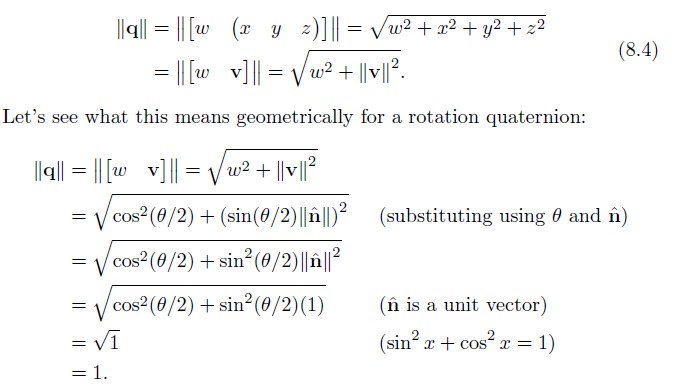 ‖q‖ = ‖[w (x y z)]‖ = √(w² + x² + y² + z²)
= ‖[w v]‖ = √(w² + ‖v‖²). (8.4)
Let's see what this means geometrically for a rotation quaternion:
‖q‖ = ‖[w v]‖ = √(w² + ‖v‖²)
= √(cos²(θ/2) + (sin(θ/2)‖n̂‖)²) (substituting using θ and n̂)
= √(cos²(θ/2) + sin²(θ/2)‖n̂‖²)
= √(cos²(θ/2) + sin²(θ/2)(1)) (n̂ is a unit vector)
= √1 (sin² x + cos² x = 1)
= 1.